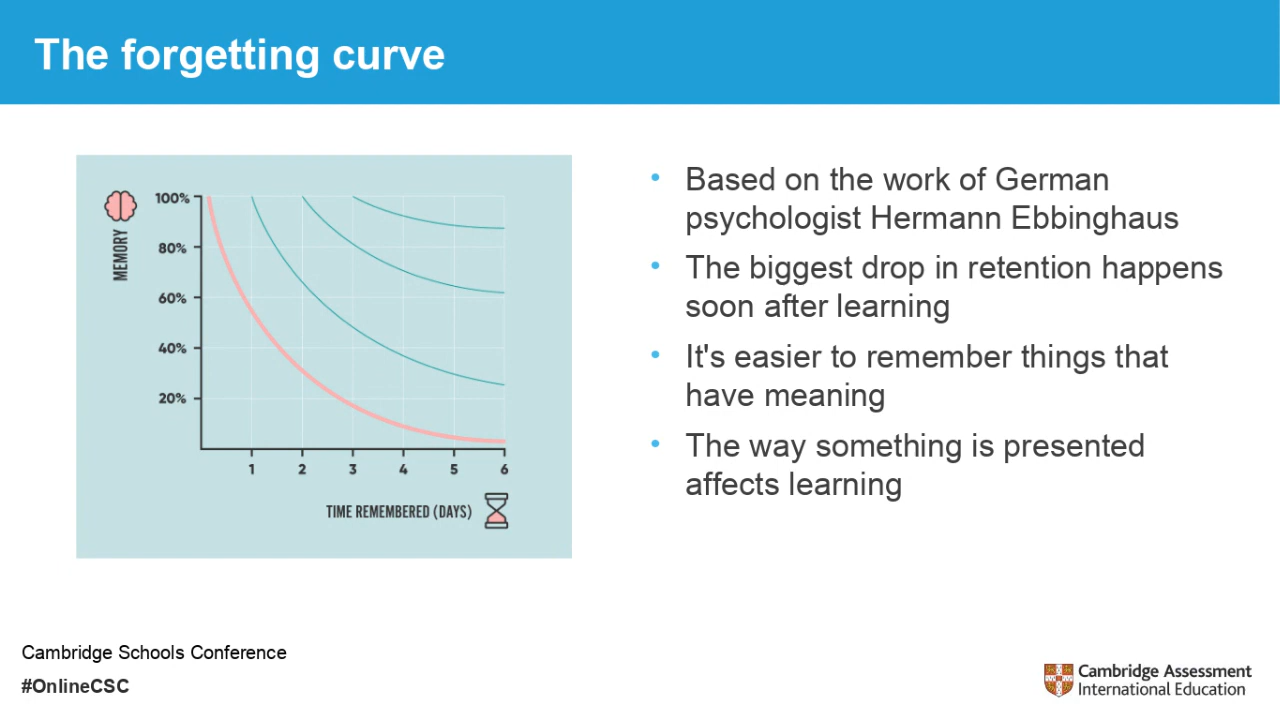 The forgetting curve
MEMORY
100%
80%
60%
40%
20%
1 2 3 4 5 6
TIME REMEMBERED (DAYS)
• Based on the work of German
psychologist Hermann Ebbinghaus
• The biggest drop in retention happens
soon after learning
• It's easier to remember things that
have meaning
• The way something is presented
affects learning
Cambridge Schools Conference
#OnlineCSC
Cambridge Assessment
International Education